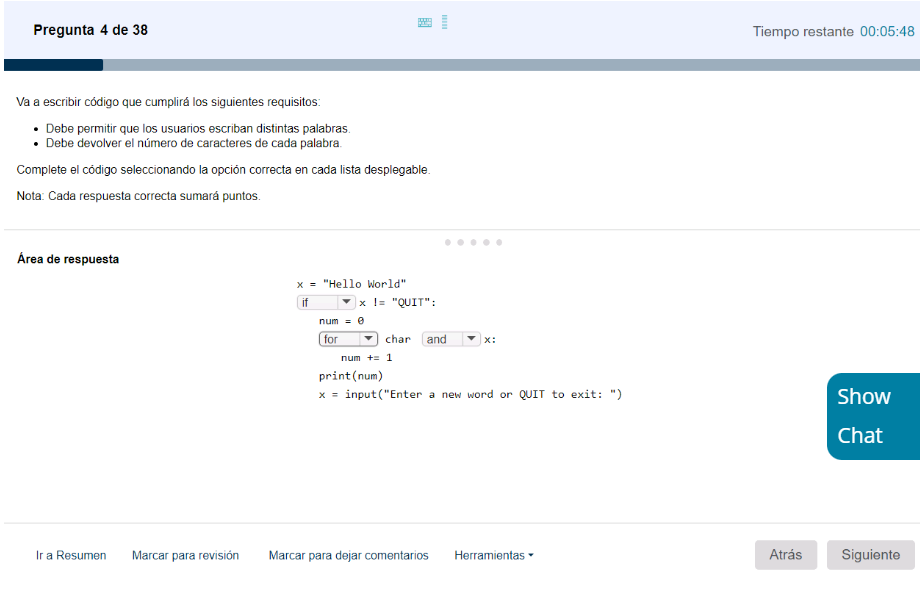 Pregunta 4 de 38
Tiempo restante 00:05:48
Va a escribir código que cumplirá los siguientes requisitos:
• Debe permitir que los usuarios escriban distintas palabras.
• Debe devolver el número de caracteres de cada palabra.
Complete el código seleccionando la opción correcta en cada lista desplegable.
Nota: Cada respuesta correcta sumará puntos.
Área de respuesta
x = "Hello World"
if x != "QUIT":
num = 0
for char and x:
num += 1
print(num)
x = input("Enter a new word or QUIT to exit: ")
Show
Chat
Ir a Resumen Marcar para revisión Marcar para dejar comentarios Herramientas Atrás Siguiente